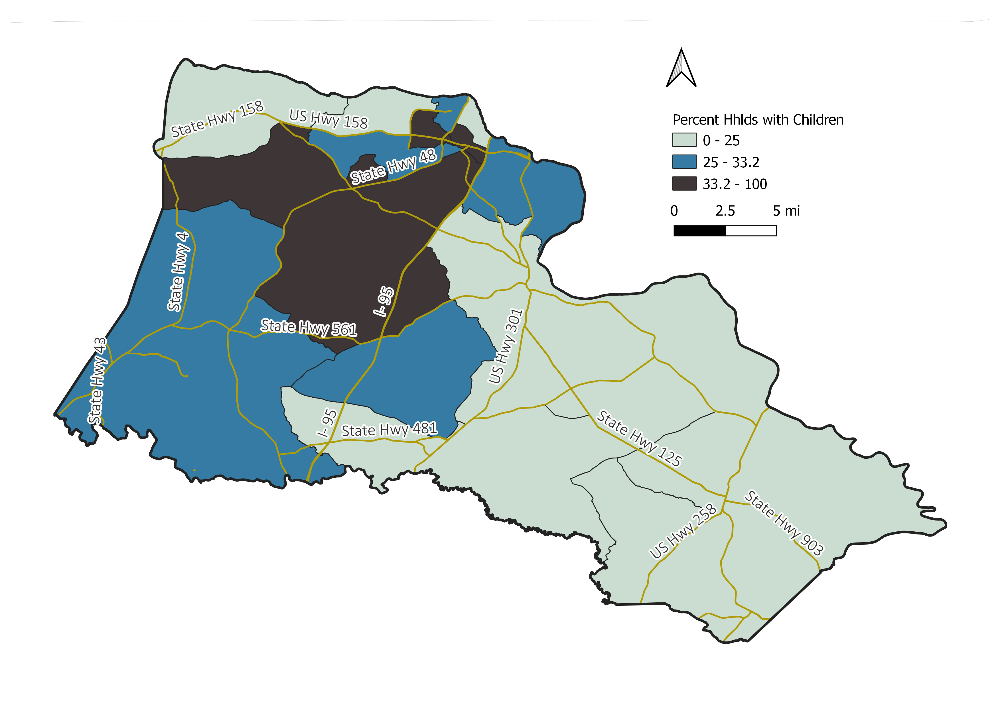 State Hwy 158
US Hwy 158
Percent Hhlds with Children
0 - 25
25 - 33.2
33.2 - 100
0 2.5 5 mi
State Hwy 48
State Hwy 4
I- 95
State Hwy 561
US Hwy 301
State Hwy 43
I- 95
State Hwy 481
State Hwy 125
US Hwy 258
State Hwy 903